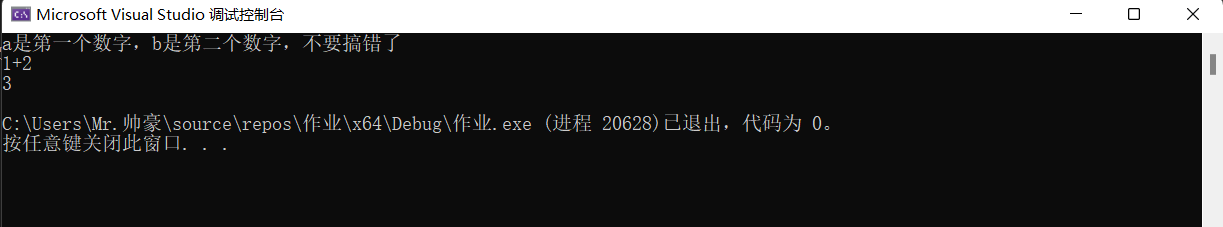 Microsoft Visual Studio 调试控制台
a是第一个数字，b是第二个数字，不要搞错了
1+2
3
C:\Users\Mr.帅豪\source\repos\作业\x64\Debug\作业.exe (进程 20628)已退出，代码为 0。
按任意键关闭此窗口. . .